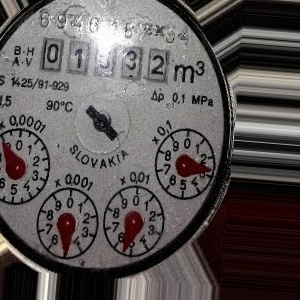 B·H
A·V
01932 m³
S 1425/91-929
1,5 90°C Δp 0,1 MPa
SLOVAKIA
x 0,0001
x 0,001
x 0,01
x 0,1